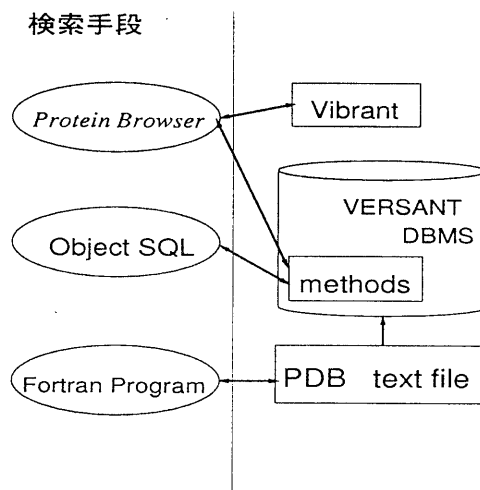 検索手段
Protein Browser
Vibrant
VERSANT
DBMS
Object SQL
methods
Fortran Program
PDB text file